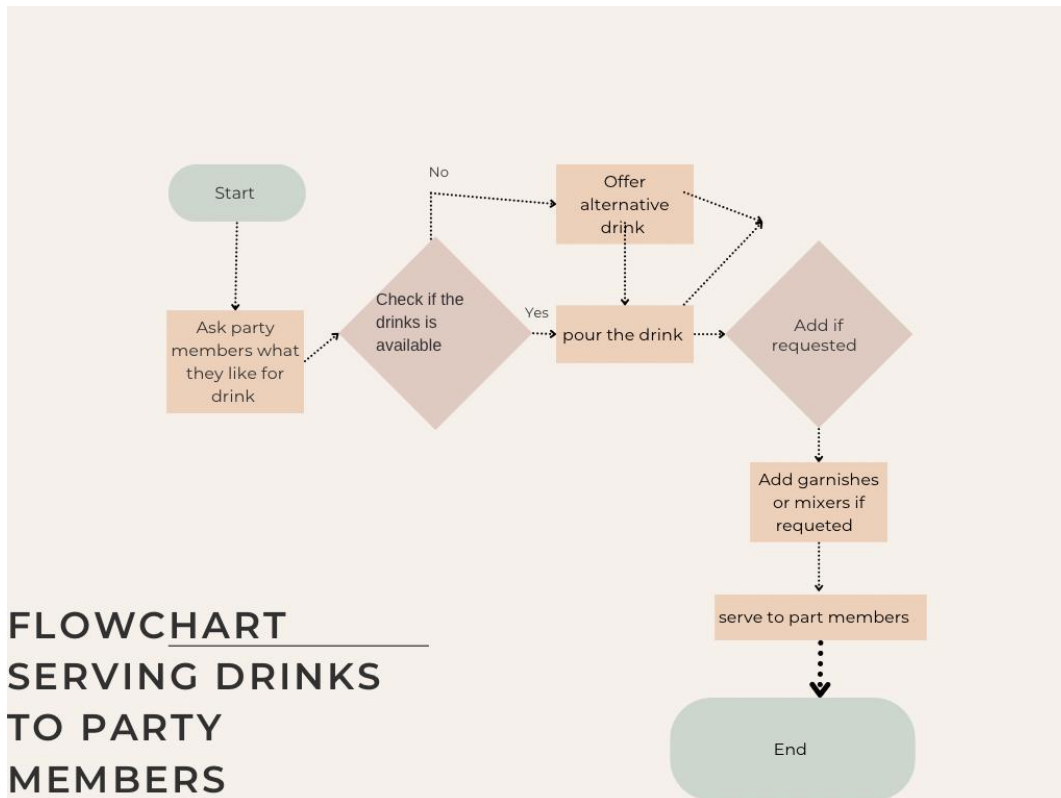 Start
Ask party
members what
they like for
drink
Check if the
drinks is
available
No
Yes
Offer
alternative
drink
pour the drink
Add if
requested
Add garnishes
or mixers if
requeted
serve to part members
End
FLOWCHART
SERVING DRINKS
TO PARTY
MEMBERS